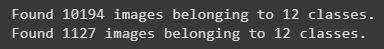 Found 10194 images belonging to 12 classes.
Found 1127 images belonging to 12 classes.